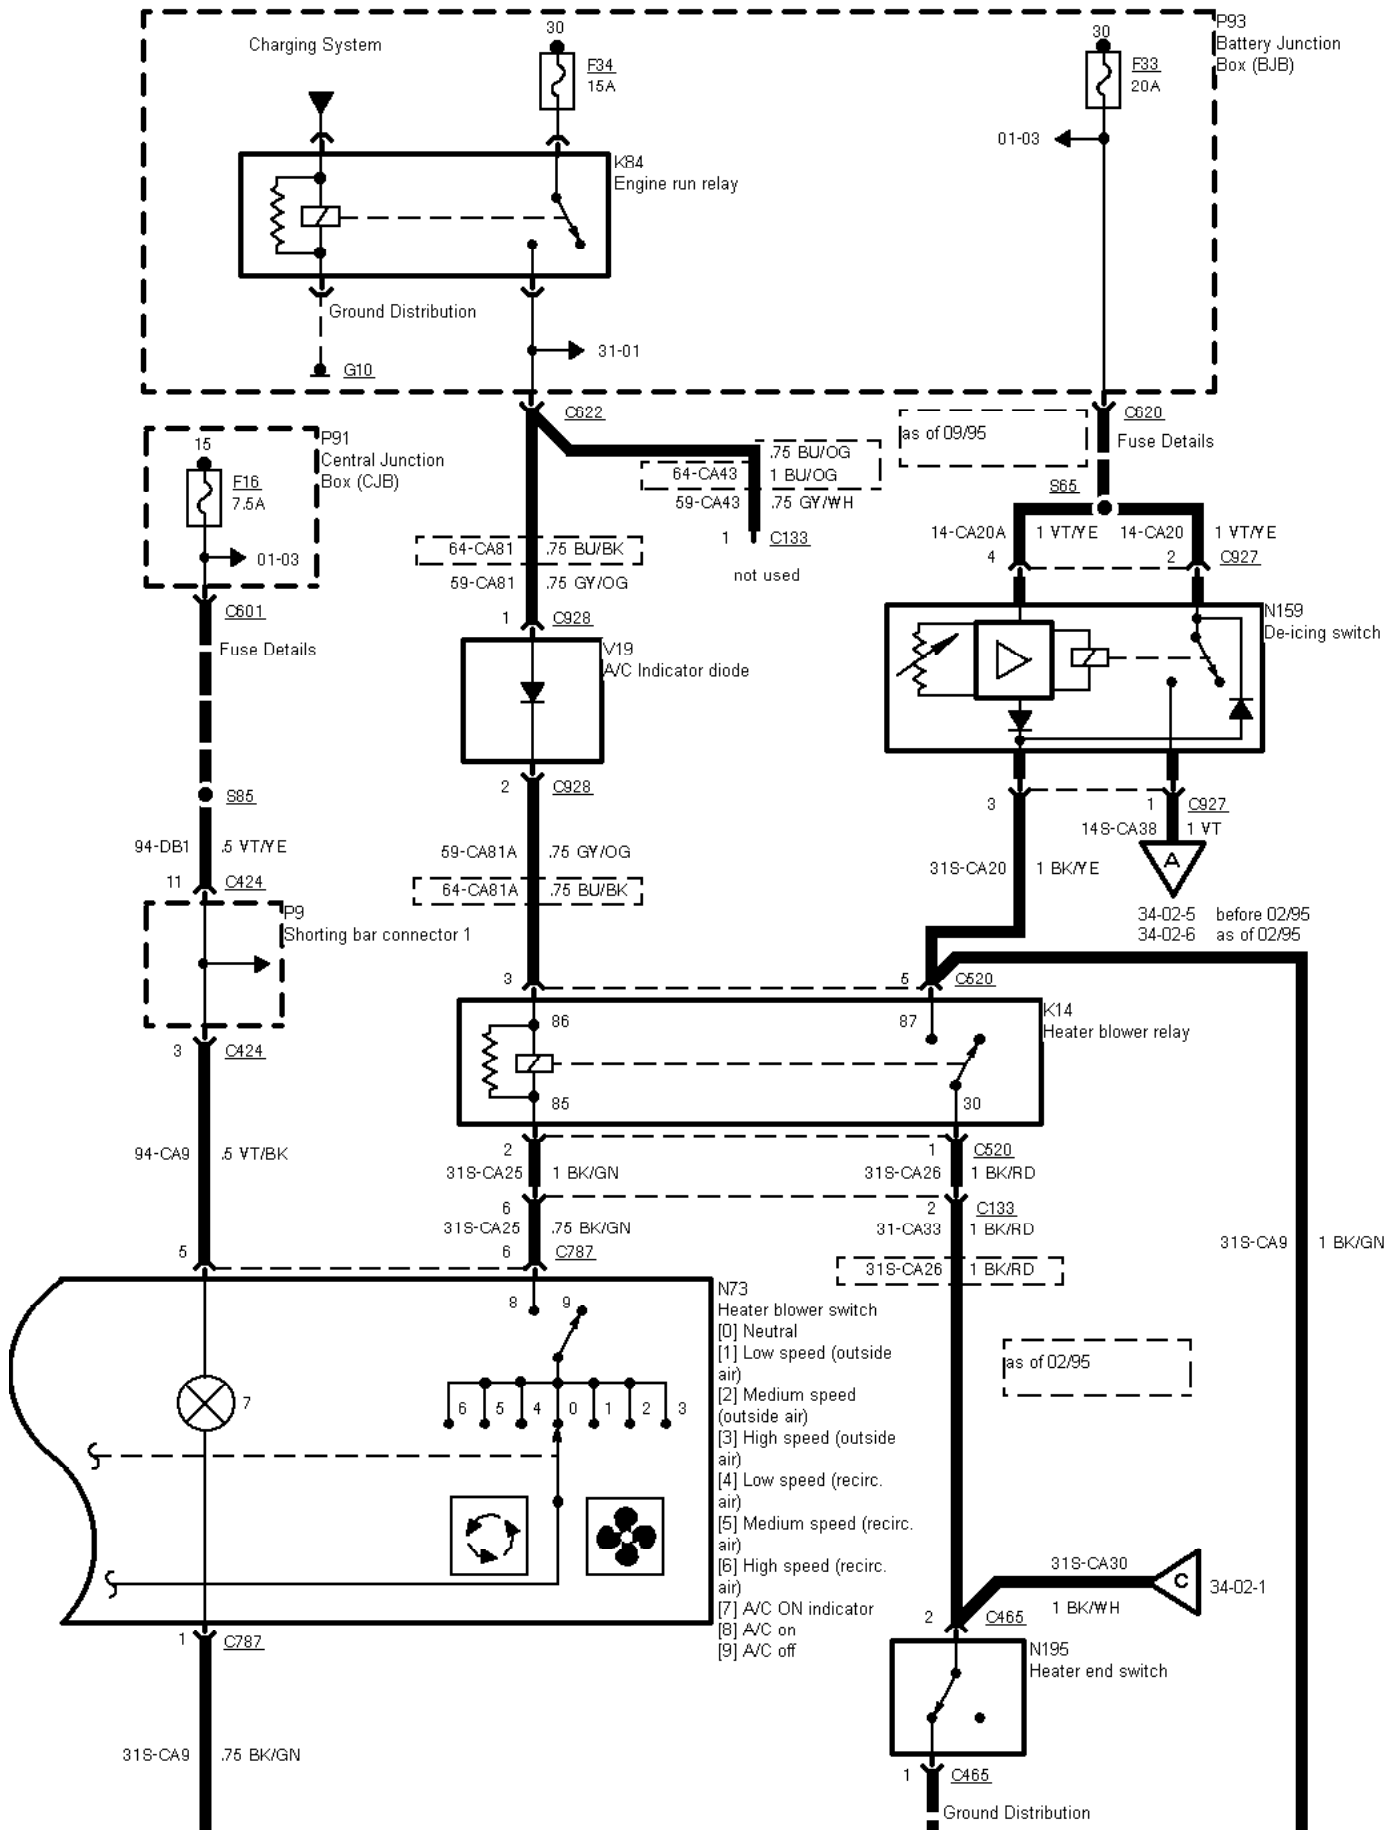 P93
Battery Junction
Box (BJB)
Charging System
30
F34
15A
30
F33
20A
01-03
K84
Engine run relay
Ground Distribution
G10
31-01
C622
C620
as of 09/95
Fuse Details
P91
Central Junction
Box (CJB)
15
F16
7.5A
01-03
C601
Fuse Details
.75 BU/OG
64-CA43 1 BU/OG
59-CA43 .75 GY/WH
1 C133
not used
S65
14-CA20A 1 VT/YE 14-CA20 1 VT/YE
4 2 C927
64-CA81 .75 BU/BK
59-CA81 .75 GY/OG
1 C928
V19
A/C Indicator diode
N159
De-icing switch
2 C928
S85
94-DB1 .5 VT/YE
11 C424
3 1 C927
14S-CA38 1 VT
A
31S-CA20 1 BK/YE
34-02-5 before 02/95
34-02-6 as of 02/95
59-CA81A .75 GY/OG
64-CA81A .75 BU/BK
P9
Shorting bar connector 1
3 5 C520
K14
Heater blower relay
86 87
85 30
3 C424
94-CA9 .5 VT/BK
2 1 C520
31S-CA25 1 BK/GN 31S-CA26 1 BK/RD
6 2 C133
31S-CA25 .75 BK/GN 31-CA33 1 BK/RD
5 6 C787
31S-CA26 1 BK/RD
31S-CA9 1 BK/GN
as of 02/95
8 9
7
6 5 4 0 1 2 3
N73
Heater blower switch
[0] Neutral
[1] Low speed (outside
air)
[2] Medium speed
(outside air)
[3] High speed (outside
air)
[4] Low speed (recirc.
air)
[5] Medium speed (recirc.
air)
[6] High speed (recirc.
air)
[7] A/C ON indicator
[8] A/C on
[9] A/C off
31S-CA30
C
34-02-1
1 BK/WH
2 C465
N195
Heater end switch
1 C465
Ground Distribution
1 C787
31S-CA9 .75 BK/GN